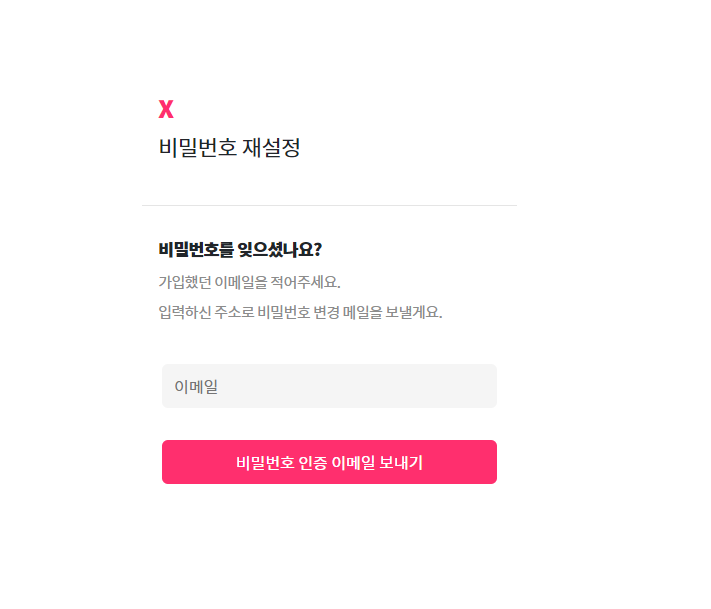 X
비밀번호 재설정
비밀번호를 잊으셨나요?
가입했던 이메일을 적어주세요.
입력하신 주소로 비밀번호 변경 메일을 보낼게요.
이메일
비밀번호 인증 이메일 보내기